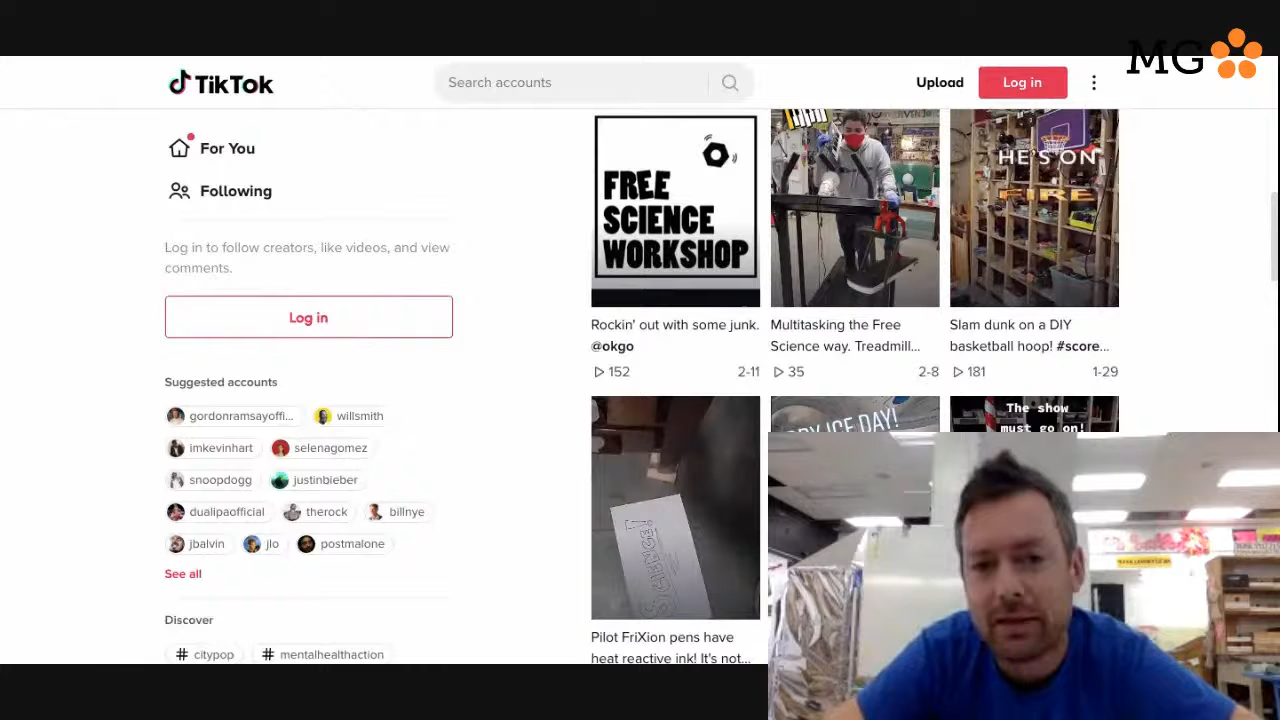 MG
TikTok
Search accounts
Upload
Log in
For You
Following
Log in to follow creators, like videos, and view
comments.
Log in
Suggested accounts
gordonramsayoffi...
willsmith
imkevinhart
selenagomez
snoopdogg
justinbieber
dualipaofficial
therock
billnye
jbalvin
jlo
postmalone
See all
Discover
# citypop
# mentalhealthaction
FREE
SCIENCE
WORKSHOP
Rockin' out with some junk.
@okgo
152
2-11
Multitasking the Free
Science way. Treadmill...
35
2-8
HE'S ON
FIRE
Slam dunk on a DIY
basketball hoop! #score...
181
1-29
Pilot FriXion pens have
heat reactive ink! It's not...
ICE DAY!
The show
must go on!